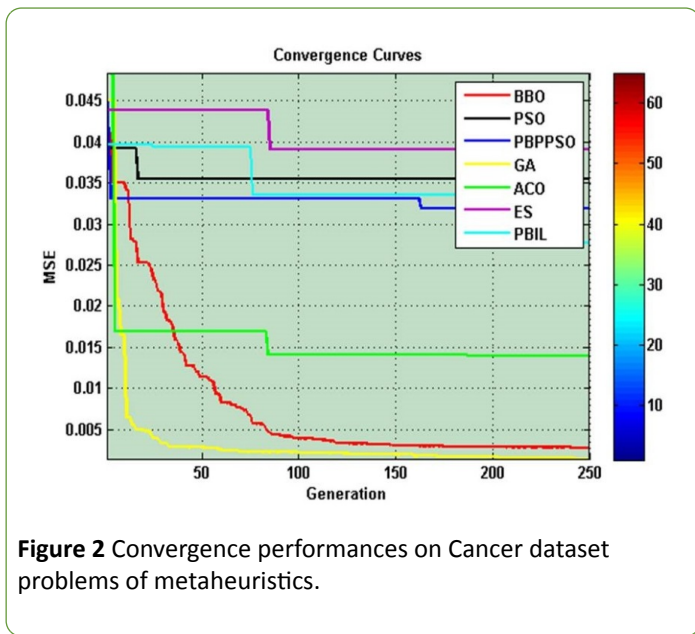 Convergence Curves
MSE
0.045
0.04
0.035
0.03
0.025
0.02
0.015
0.01
0.005
50
100
150
200
250
Generation
BBO
PSO
PBPPSO
GA
ACO
ES
PBIL
60
50
40
30
20
10
Figure 2 Convergence performances on Cancer dataset
problems of metaheuristics.